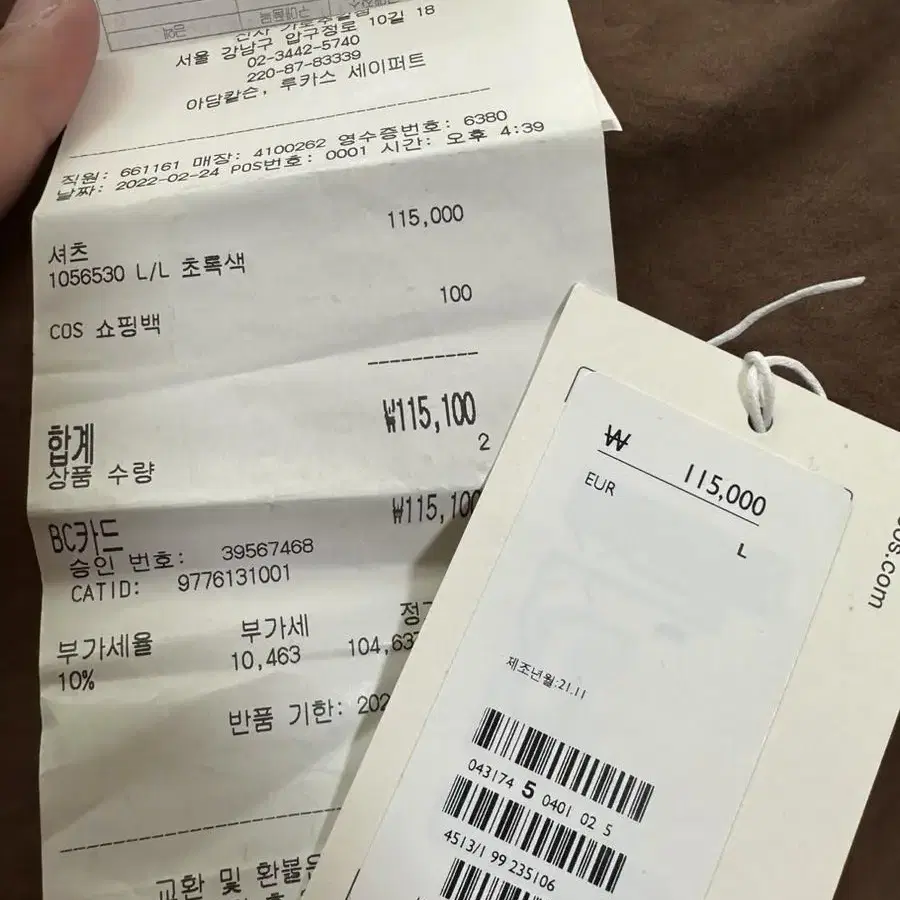 서울 강남구 압구정로 10길 18
02-3442-5740
220-87-83339
아담칼슨, 루카스 세이퍼트
직원: 661161 매장: 4100262 영수증번호: 6380
날짜: 2022-02-24 POS번호: 0001 시간: 오후 4:39
셔츠 115,000
1056530 L/L 초록색
COS 쇼핑백 100
합계 ₩115,100
상품 수량 2
BC카드 ₩115,100
승인 번호: 39567468
CATID: 9776131001
부가세율 부가세
10% 10,463 104,637
반품 기한: 202
교환 및 환불은
₩ 115,000
EUR
L
제조년월:21.11
043174 5 0401 02 5
4513/1 99 235106
os.com